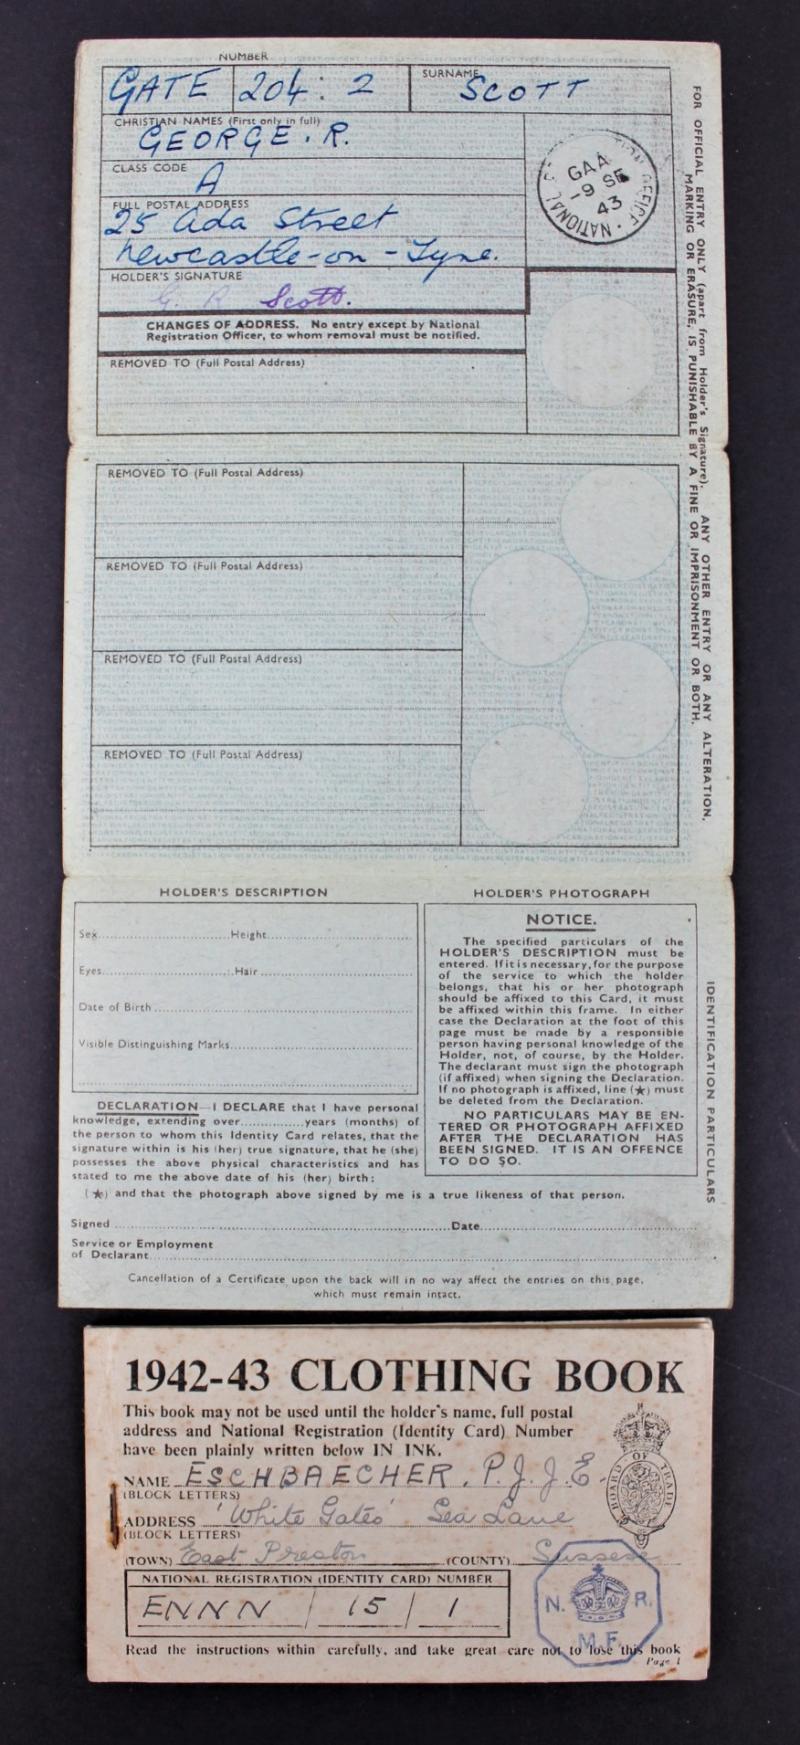 NUMBER
GATE 204 : 2
SURNAME
SCOTT
CHRISTIAN NAMES (First only in full)
GEORGE . R.
CLASS CODE
A
FULL POSTAL ADDRESS
25 Ada Street
Newcastle-on-Tyne.
HOLDER'S SIGNATURE
G. R. Scott.
NATIONAL REGISTRATION OFFICE
GAA
-9 SE
43
CHANGES OF ADDRESS. No entry except by National
Registration Officer, to whom removal must be notified.
REMOVED TO (Full Postal Address)
REMOVED TO (Full Postal Address)
REMOVED TO (Full Postal Address)
REMOVED TO (Full Postal Address)
REMOVED TO (Full Postal Address)
FOR OFFICIAL ENTRY ONLY (apart from Holder's Signature). ANY OTHER ENTRY OR ANY ALTERATION,
MARKING OR ERASURE, IS PUNISHABLE BY A FINE OR IMPRISONMENT OR BOTH.
HOLDER'S DESCRIPTION
Sex Height
Eyes Hair
Date of Birth
Visible Distinguishing Marks
HOLDER'S PHOTOGRAPH
NOTICE.
The specified particulars of the
HOLDER'S DESCRIPTION must be
entered. If it is necessary, for the purpose
of the service to which the holder
belongs, that his or her photograph
should be affixed to this Card, it must
be affixed within this frame. In either
case the Declaration at the foot of this
page must be made by a responsible
person having personal knowledge of the
Holder, not, of course, by the Holder.
The declarant must sign the photograph
(if affixed) when signing the Declaration.
If no photograph is affixed, line (★) must
be deleted from the Declaration.
NO PARTICULARS MAY BE EN-
TERED OR PHOTOGRAPH AFFIXED
AFTER THE DECLARATION HAS
BEEN SIGNED. IT IS AN OFFENCE
TO DO SO.
IDENTIFICATION PARTICULARS
DECLARATION—I DECLARE that I have personal
knowledge, extending over..............years (months) of
the person to whom this Identity Card relates, that the
signature within is his (her) true signature, that he (she)
possesses the above physical characteristics and has
stated to me the above date of his (her) birth:
(★) and that the photograph above signed by me is a true likeness of that person.
Signed Date
Service or Employment
of Declarant
Cancellation of a Certificate upon the back will in no way affect the entries on this page,
which must remain intact.
1942-43 CLOTHING BOOK
This book may not be used until the holder's name, full postal
address and National Registration (Identity Card) Number
have been plainly written below IN INK.
NAME ESCHBAECHER, P.J.J.E.
(BLOCK LETTERS)
ADDRESS 'White Gates' Sea Lane
(BLOCK LETTERS)
(TOWN) East Preston (COUNTY) Sussex
BOARD OF TRADE
NATIONAL REGISTRATION (IDENTITY CARD) NUMBER
ENNN / 15 / 1
N. R.
M.F.
Read the instructions within carefully, and take great care not to lose this book
Page 1